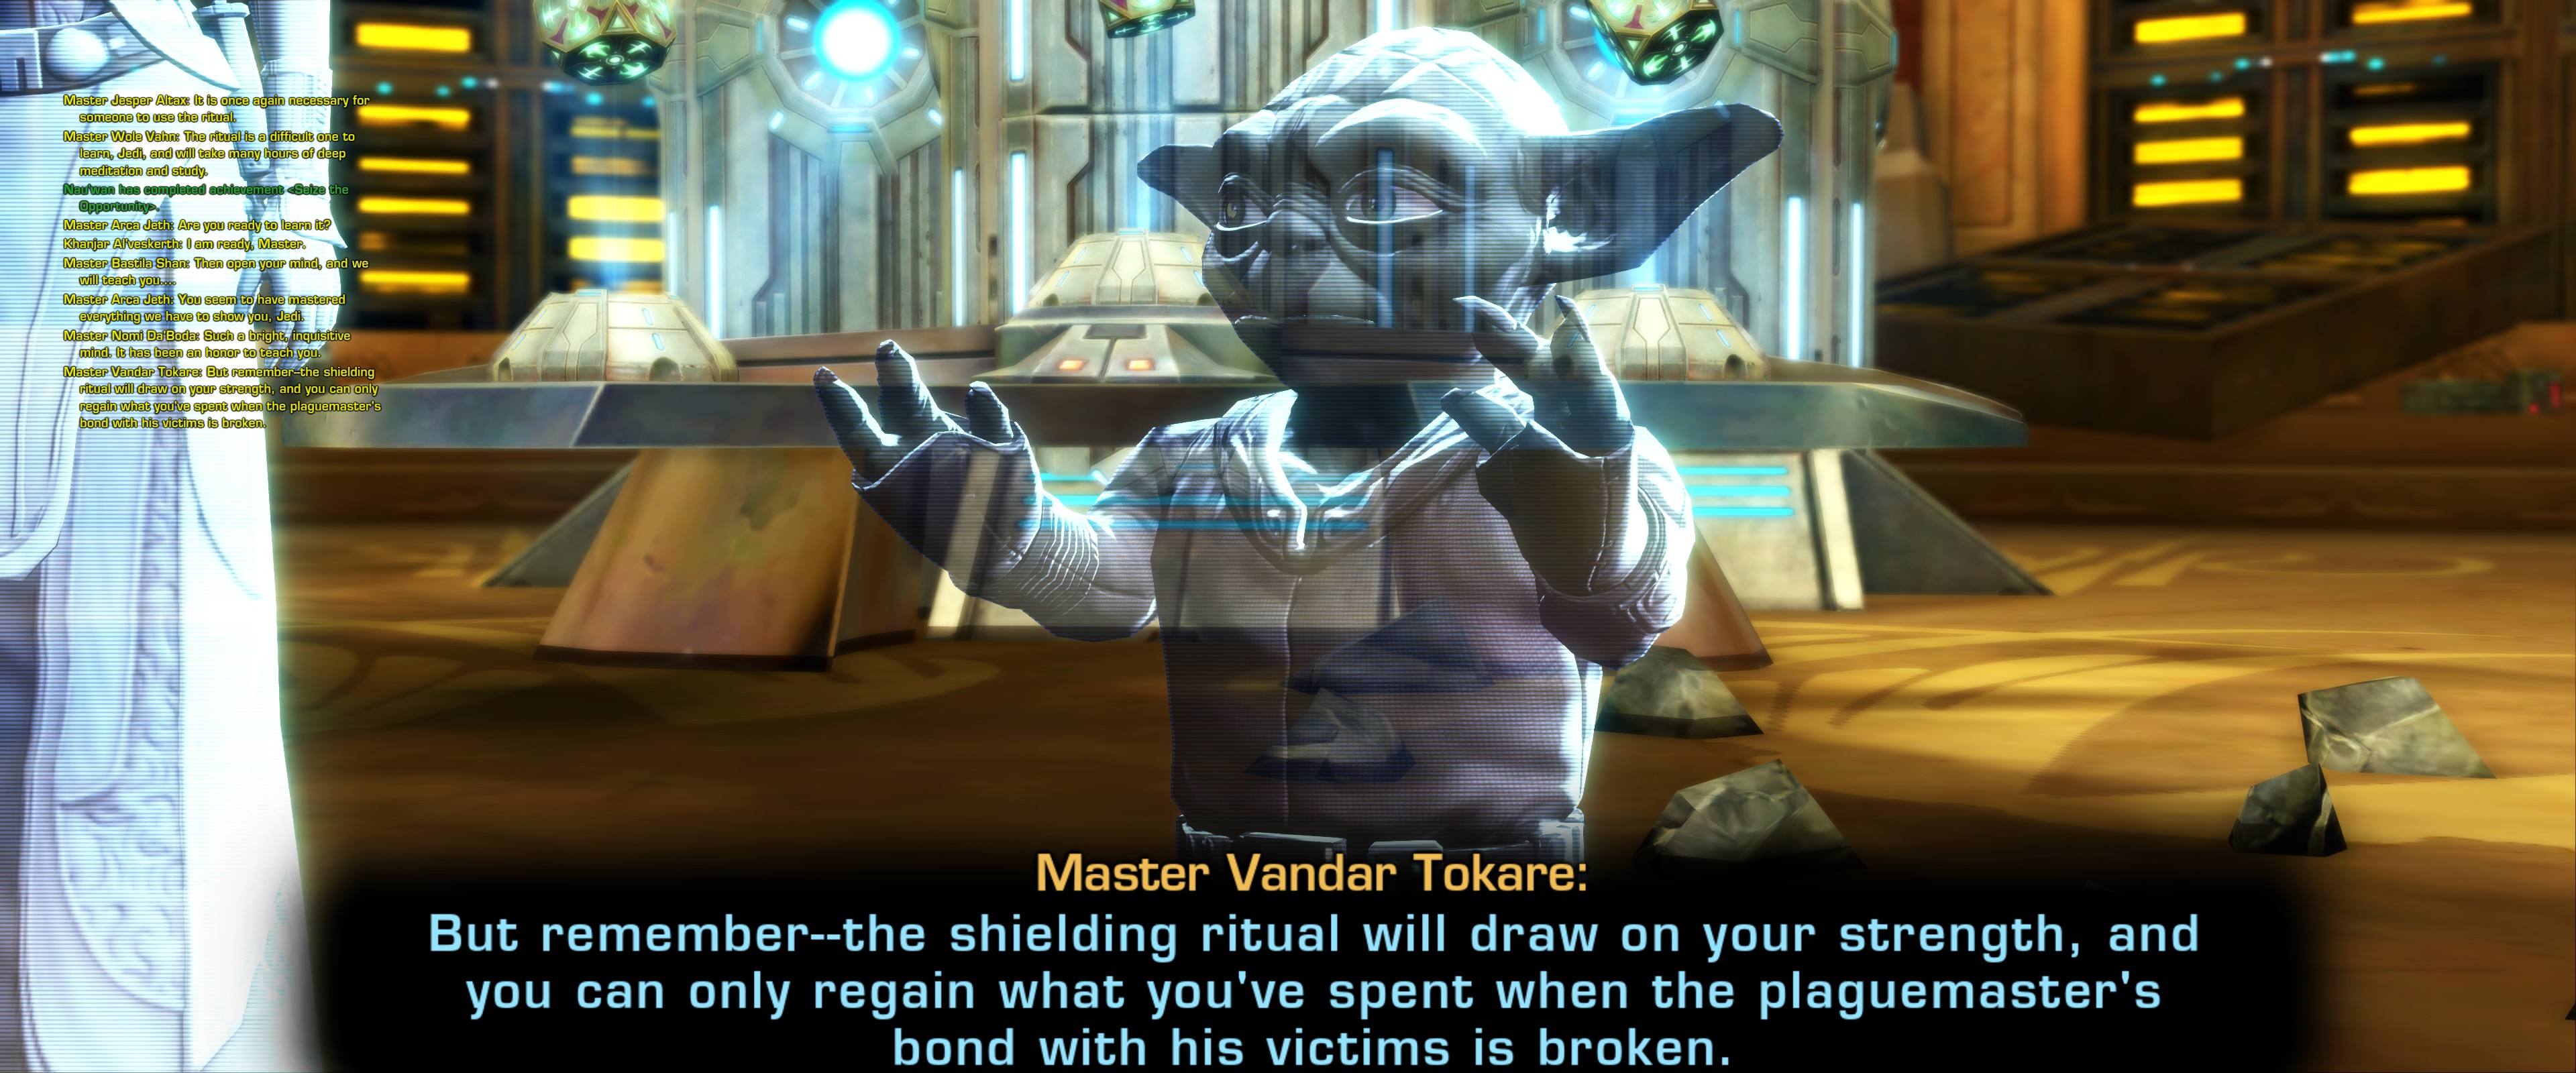 Master Jesper Altax: It is once again necessary for
someone to use the ritual.
Master Wole Vahn: The ritual is a difficult one to
learn, Jedi, and will take many hours of deep
meditation and study.
Nau'wan has completed achievement <Seize the
Opportunity>.
Master Arca Jeth: Are you ready to learn it?
Khanjar Al'veskerth: I am ready, Master.
Master Bastila Shan: Then open your mind, and we
will teach you....
Master Arca Jeth: You seem to have mastered
everything we have to show you, Jedi.
Master Nomi Da'Boda: Such a bright, inquisitive
mind. It has been an honor to teach you.
Master Vandar Tokare: But remember--the shielding
ritual will draw on your strength, and you can only
regain what you've spent when the plaguemaster's
bond with his victims is broken.
Master Vandar Tokare:
But remember--the shielding ritual will draw on your strength, and
you can only regain what you've spent when the plaguemaster's
bond with his victims is broken.